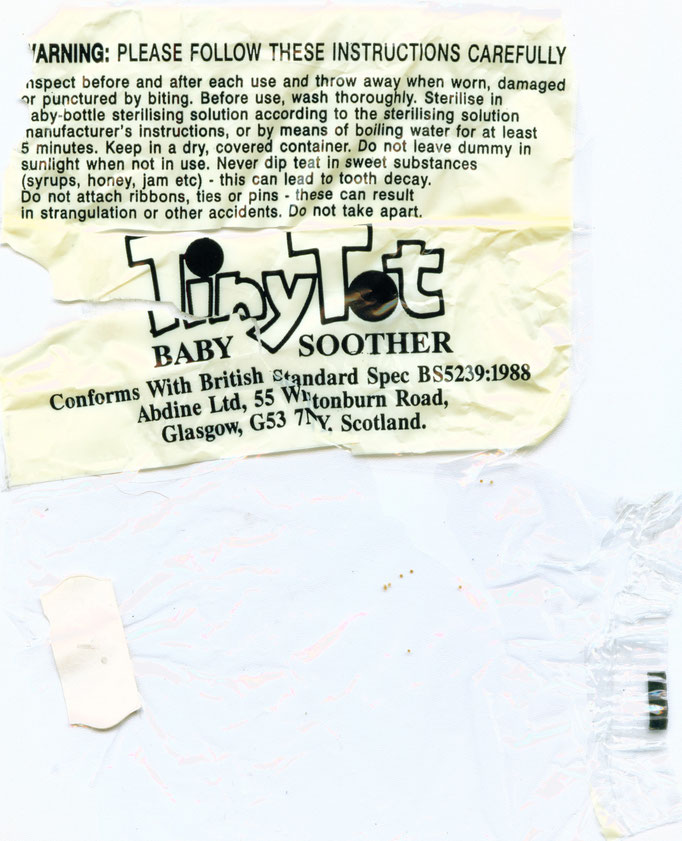 ARNING: PLEASE FOLLOW THESE INSTRUCTIONS CAREFULLY
nspect before and after each use and throw away when worn, damaged
or punctured by biting. Before use, wash thoroughly. Sterilise in
aby-bottle sterilising solution according to the sterilising solution
manufacturer's instructions, or by means of boiling water for at least
5 minutes. Keep in a dry, covered container. Do not leave dummy in
sunlight when not in use. Never dip teat in sweet substances
(syrups, honey, jam etc) - this can lead to tooth decay.
Do not attach ribbons, ties or pins - these can result
in strangulation or other accidents. Do not take apart.
Tiny Tot
BABY SOOTHER
Conforms With British Standard Spec BS5239:1988
Abdine Ltd, 55 tonburn Road,
Glasgow, G53 Scotland.